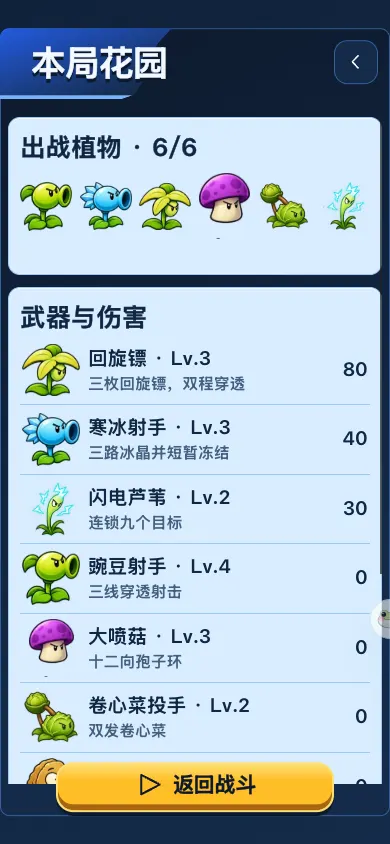 本局花园
出战植物 · 6/6
武器与伤害
回旋镖 · Lv.3
三枚回旋镖，双程穿透
80
寒冰射手 · Lv.3
三路冰晶并短暂冻结
40
闪电芦苇 · Lv.2
连锁九个目标
30
豌豆射手 · Lv.4
三线穿透射击
0
大喷菇 · Lv.3
十二向孢子环
0
卷心菜投手 · Lv.2
双发卷心菜
0
返回战斗